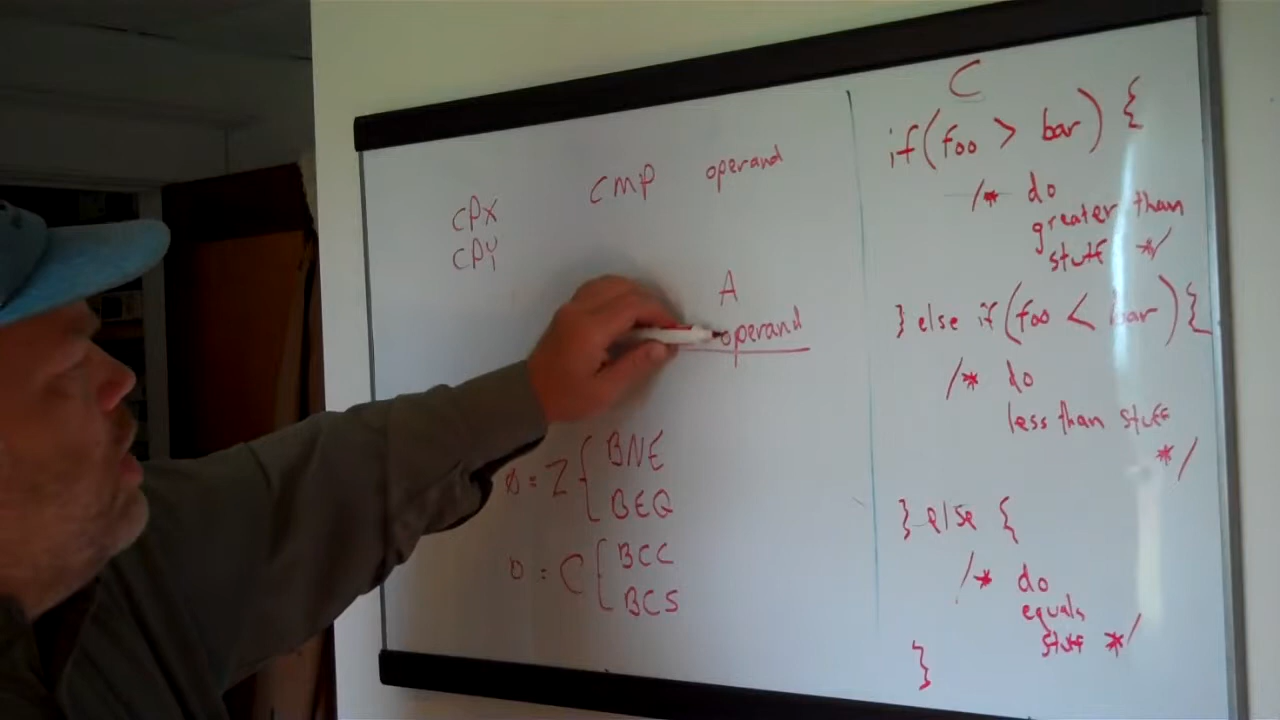 CMP operand
CPX
CPY
A
operand
0 = Z { BNE
BEQ
0 = C { BCC
BCS
C
if (foo > bar) {
/* do
greater than
stuff */
} else if (foo < bar) {
/* do
less than stuff
*/
} else {
/* do
equals
stuff */
}